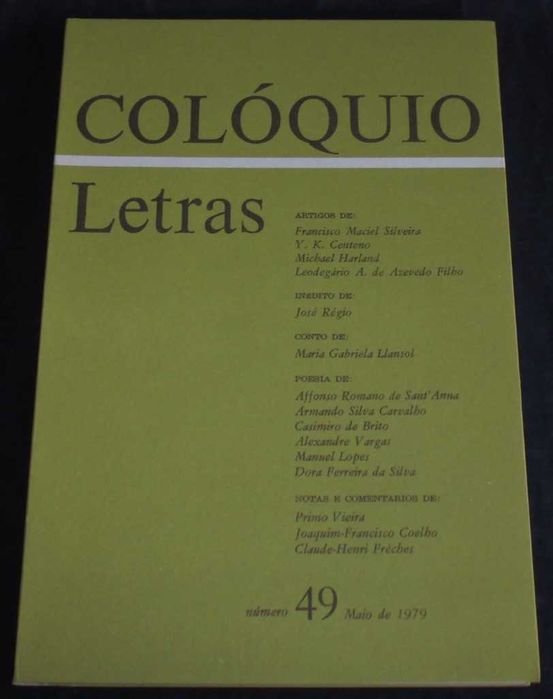 COLÓQUIO
Letras
ARTIGOS DE:
Francisco Maciel Silveira
Y. K. Centeno
Michael Harland
Leodegário A. de Azevedo Filho
INÉDITO DE:
José Régio
CONTO DE:
Maria Gabriela Llansol
POESIA DE:
Affonso Romano de Sant'Anna
Armando Silva Carvalho
Casimiro de Brito
Alexandre Vargas
Manuel Lopes
Dora Ferreira da Silva
NOTAS E COMENTÁRIOS DE:
Primo Vieira
Joaquim-Francisco Coelho
Claude-Henri Frèches
número 49 Maio de 1979